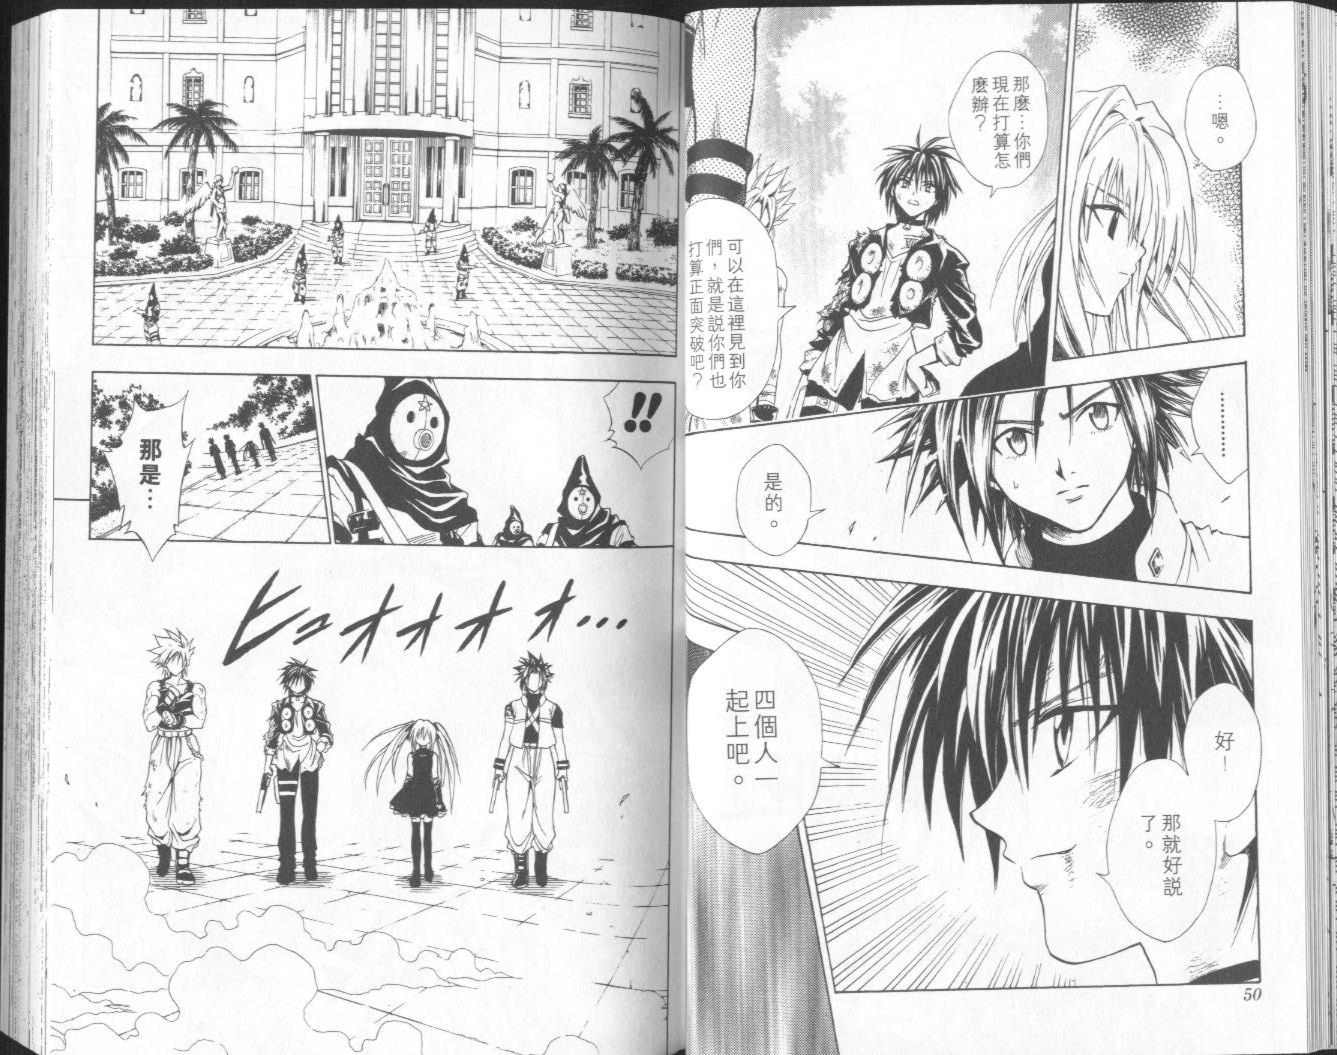 …嗯。
那麼…你們
現在打算怎
麼辦？
可以在這裡見到你
們，就是說你們也
打算正面突破吧？
…………
是的。
好！
那就好説
了。
四個人一
起上吧。
50
!!
那是…
ヒュオオオオ…